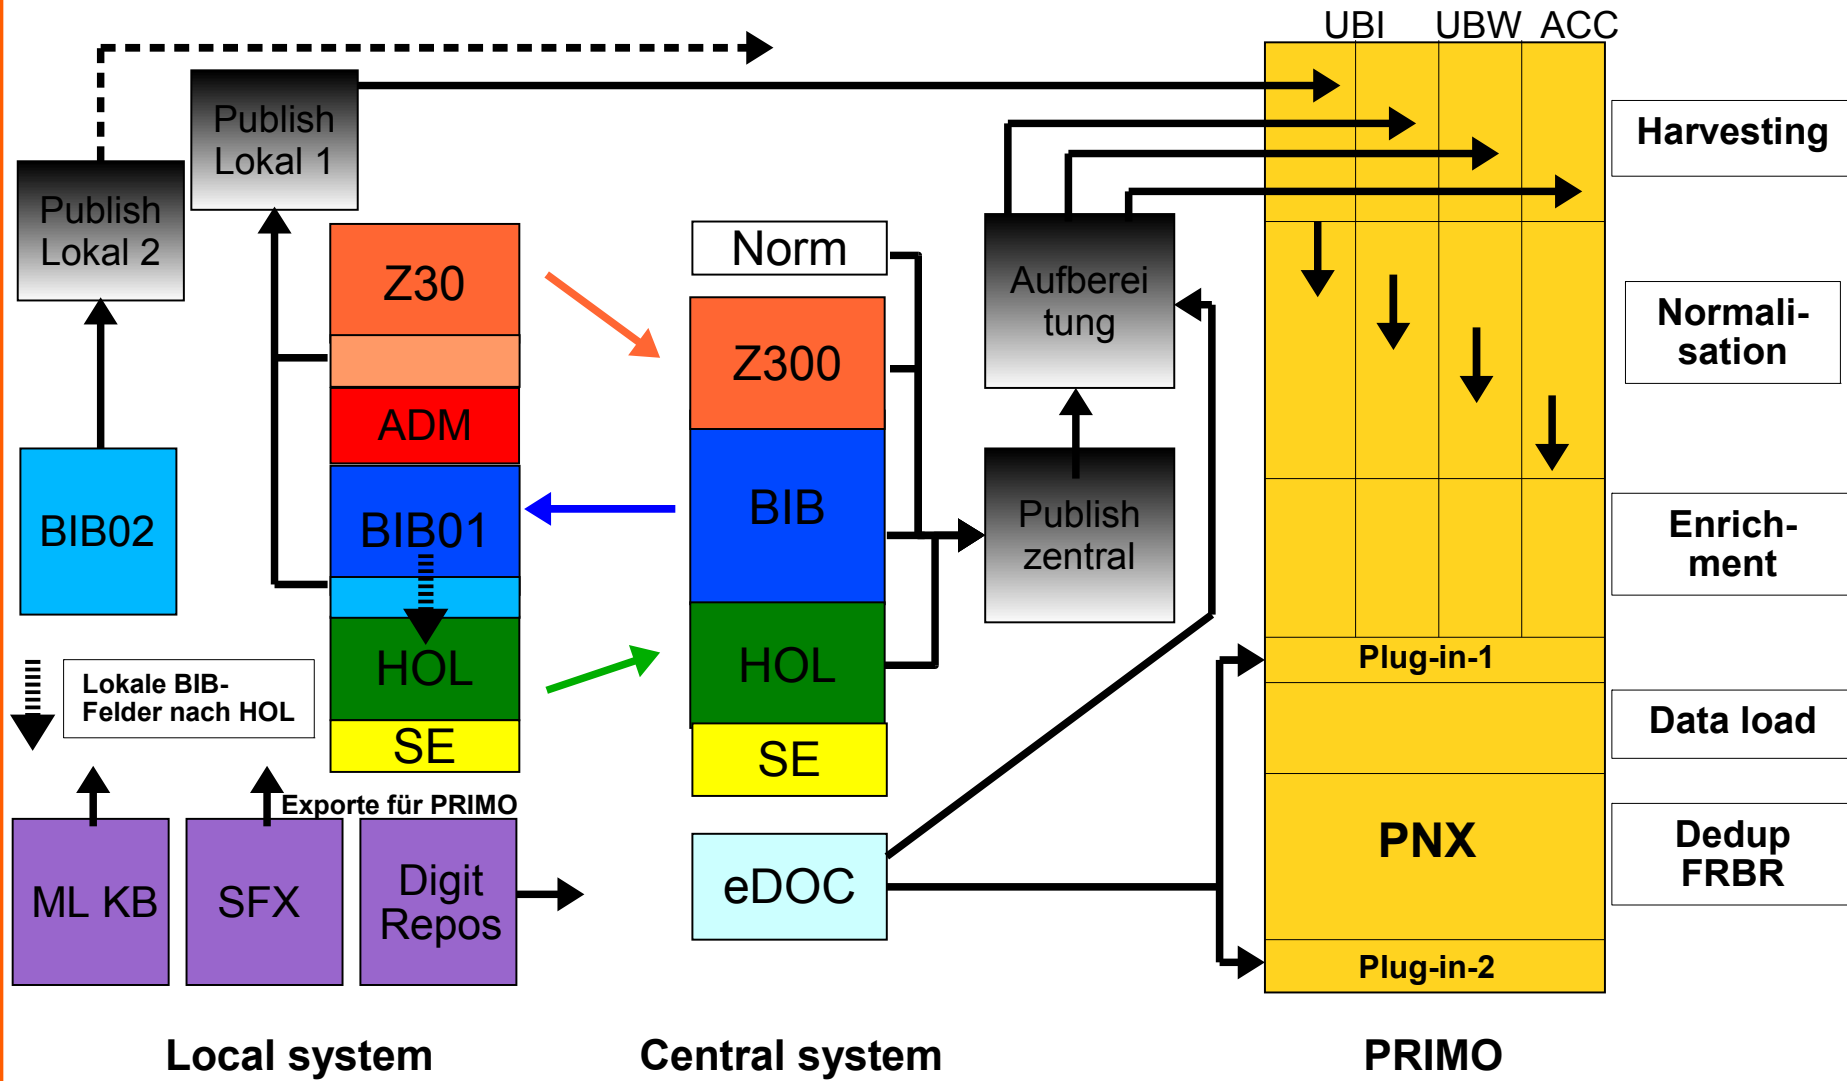 UBI UBW ACC
Publish
Lokal 1
Harvesting
Publish
Lokal 2
Z30
Norm
Aufberei
tung
Normali-
sation
Z300
ADM
BIB02
BIB01
BIB
Publish
zentral
Enrich-
ment
Lokale BIB-
Felder nach HOL
HOL
HOL
Plug-in-1
SE
SE
Data load
Exporte für PRIMO
ML KB
SFX
Digit
Repos
eDOC
PNX
Dedup
FRBR
Plug-in-2
Local system
Central system
PRIMO